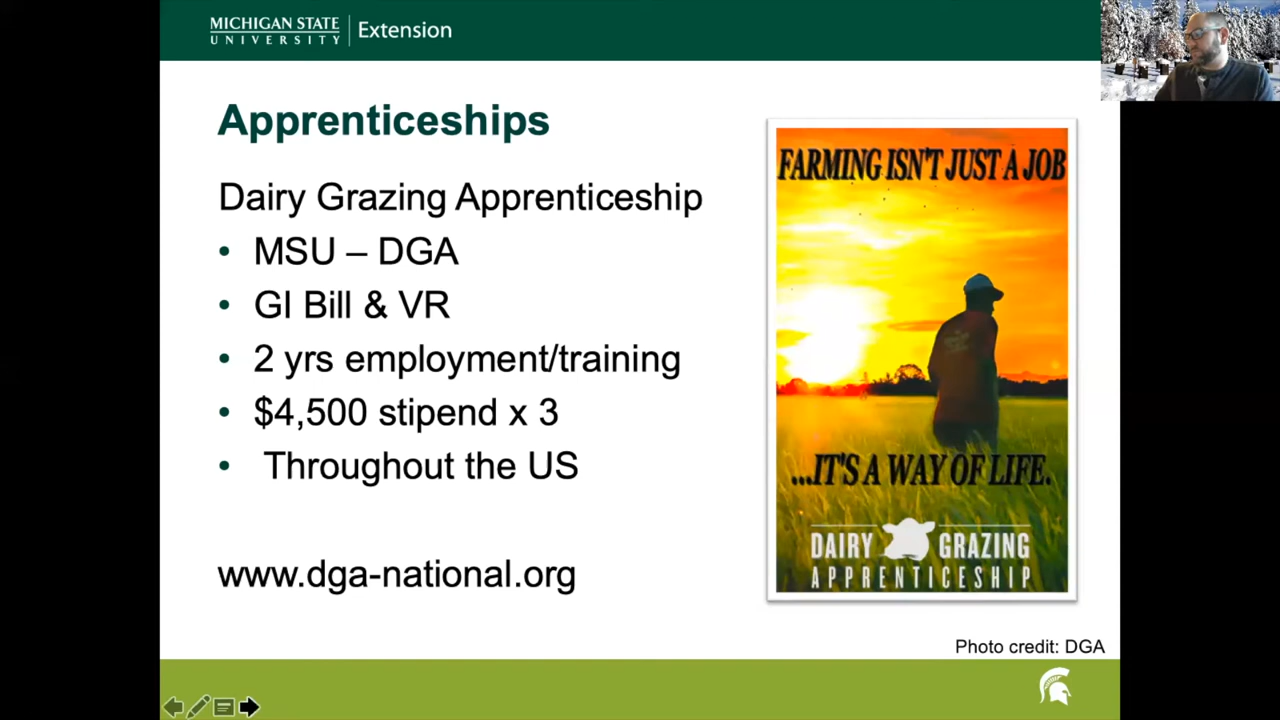 MICHIGAN STATE
UNIVERSITY
Extension
Apprenticeships
Dairy Grazing Apprenticeship
• MSU – DGA
• GI Bill & VR
• 2 yrs employment/training
• $4,500 stipend x 3
• Throughout the US
www.dga-national.org
FARMING ISN'T JUST A JOB
...IT'S A WAY OF LIFE.
DAIRY GRAZING
APPRENTICESHIP
Photo credit: DGA